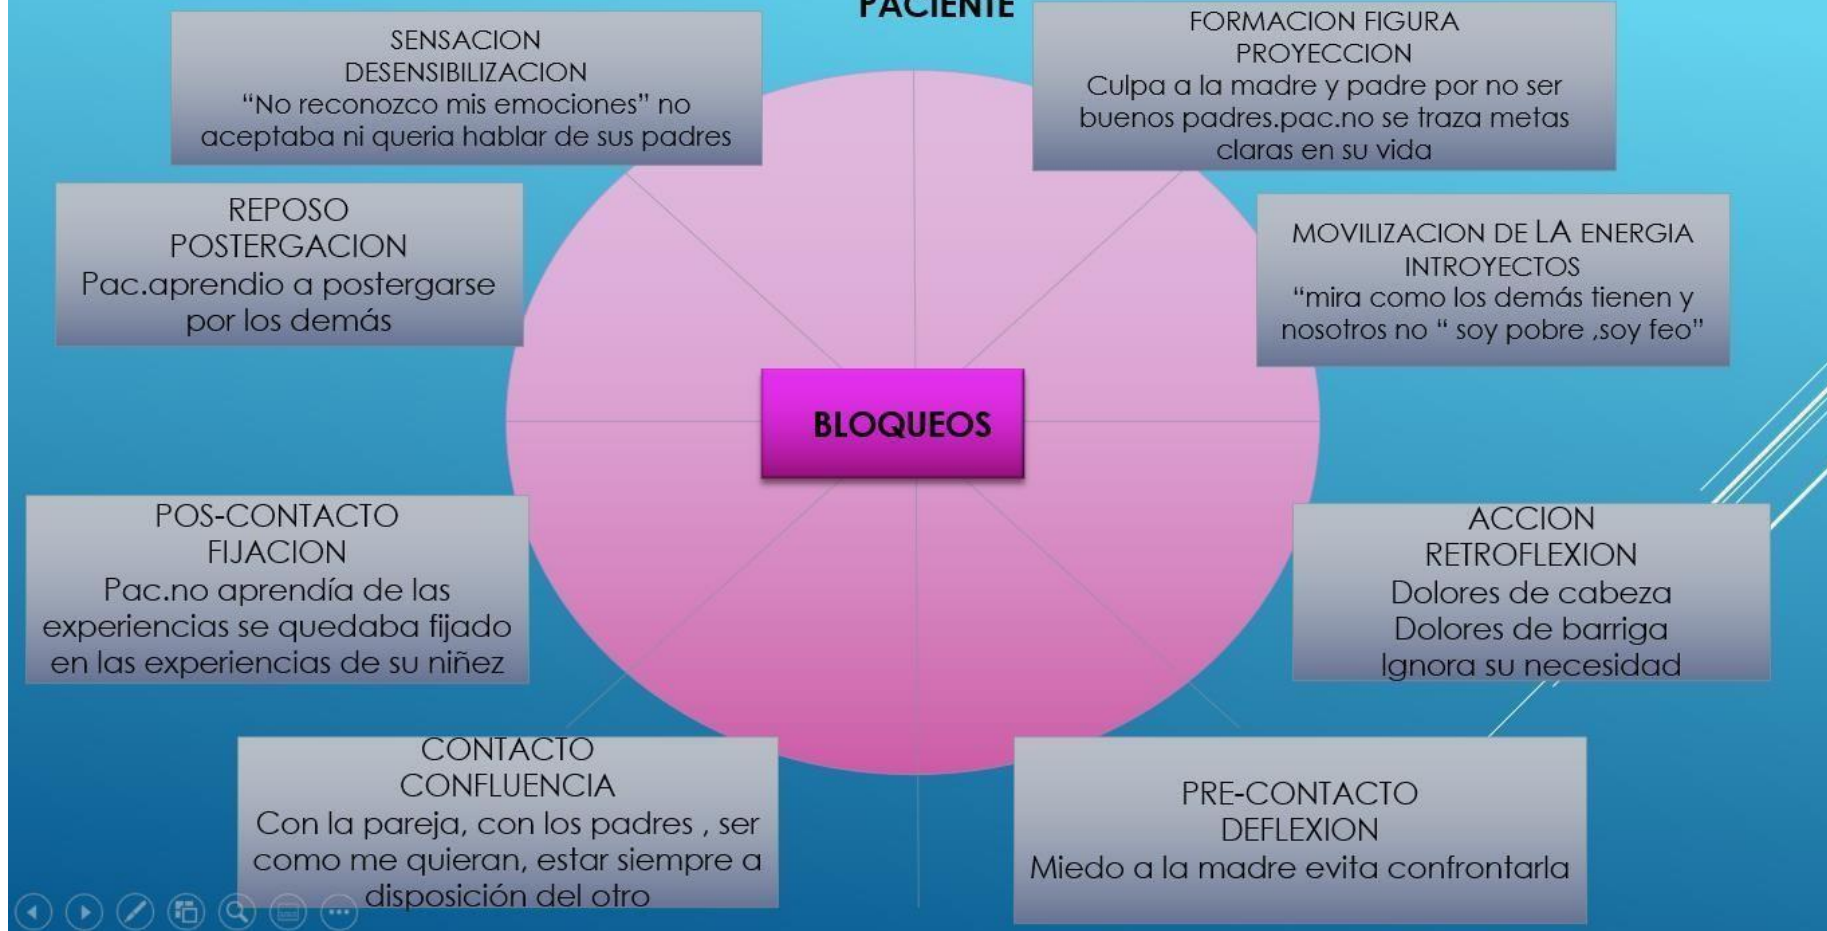 PACIENTE
SENSACION
DESENSIBILIZACION
“No reconozco mis emociones” no
aceptaba ni queria hablar de sus padres
FORMACION FIGURA
PROYECCION
Culpa a la madre y padre por no ser
buenos padres.pac.no se traza metas
claras en su vida
REPOSO
POSTERGACION
Pac.aprendio a postergarse
por los demás
MOVILIZACION DE LA ENERGIA
INTROYECTOS
“mira como los demás tienen y
nosotros no “ soy pobre ,soy feo”
BLOQUEOS
POS-CONTACTO
FIJACION
Pac.no aprendía de las
experiencias se quedaba fijado
en las experiencias de su niñez
ACCION
RETROFLEXION
Dolores de cabeza
Dolores de barriga
Ignora su necesidad
CONTACTO
CONFLUENCIA
Con la pareja, con los padres , ser
como me quieran, estar siempre a
disposición del otro
PRE-CONTACTO
DEFLEXION
Miedo a la madre evita confrontarla